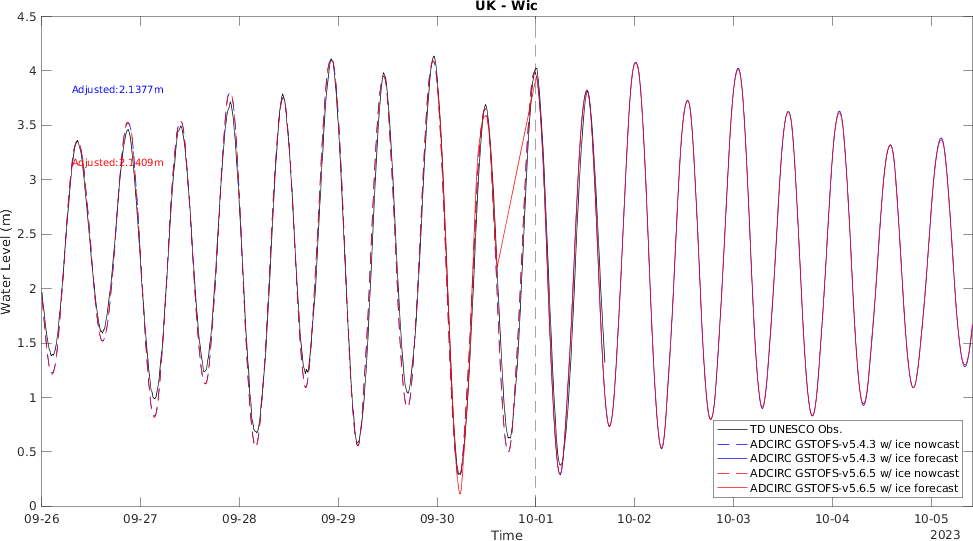 UK - Wic
4.5
4
3.5
3
2.5
2
1.5
1
0.5
0
Water Level (m)
Adjusted:2.1377m
Adjusted:2.1409m
TD UNESCO Obs.
ADCIRC GSTOFS-v5.4.3 w/ ice nowcast
ADCIRC GSTOFS-v5.4.3 w/ ice forecast
ADCIRC GSTOFS-v5.6.5 w/ ice nowcast
ADCIRC GSTOFS-v5.6.5 w/ ice forecast
09-26 09-27 09-28 09-29 09-30 10-01 10-02 10-03 10-04 10-05
Time
2023